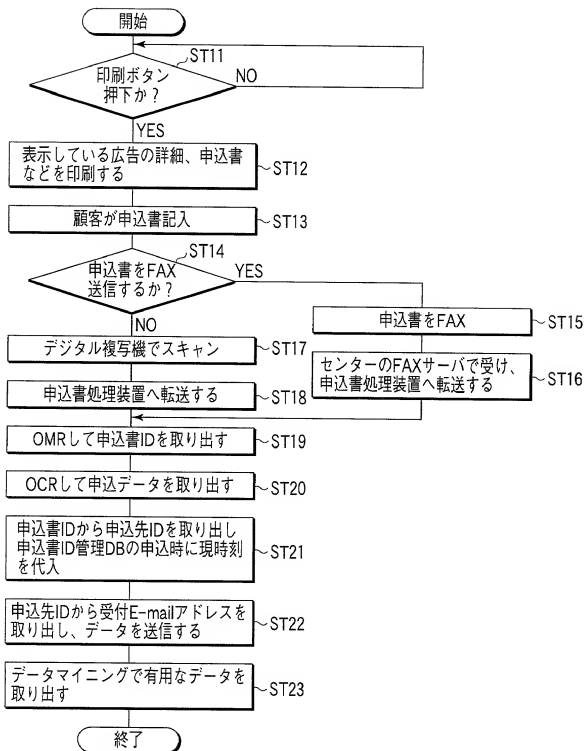 開始
ST11
印刷ボタン
押下か？
NO
YES
表示している広告の詳細、申込書
などを印刷する
ST12
顧客が申込書記入
ST13
ST14
申込書をFAX
送信するか？
YES
NO
申込書をFAX
ST15
センターのFAXサーバで受け、
申込書処理装置へ転送する
ST16
デジタル複写機でスキャン
ST17
申込書処理装置へ転送する
ST18
OMRして申込書IDを取り出す
ST19
OCRして申込データを取り出す
ST20
申込書IDから申込先IDを取り出し
申込書ID管理DBの申込時に現時刻
を代入
ST21
申込先IDから受付E-mailアドレスを
取り出し、データを送信する
ST22
データマイニングで有用なデータを
取り出す
ST23
終了